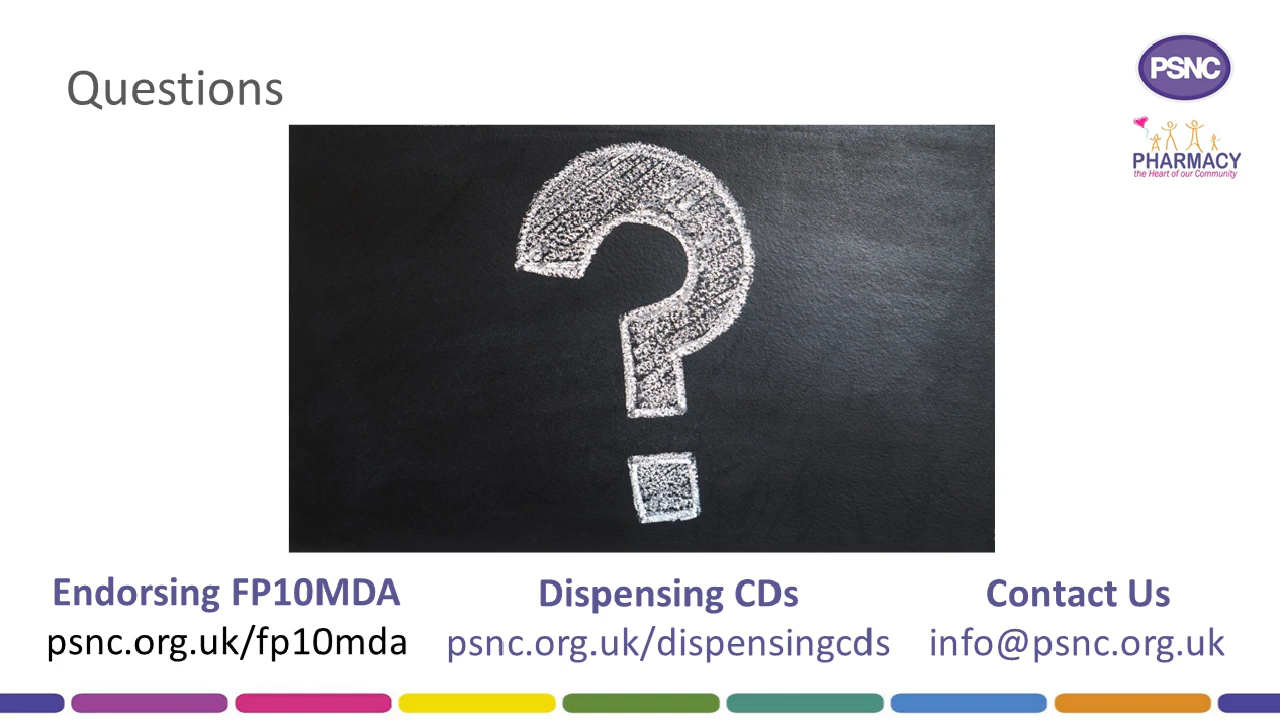 Questions
PSNC
PHARMACY
the Heart of our Community
Endorsing FP10MDA
psnc.org.uk/fp10mda
Dispensing CDs
psnc.org.uk/dispensingcds
Contact Us
info@psnc.org.uk